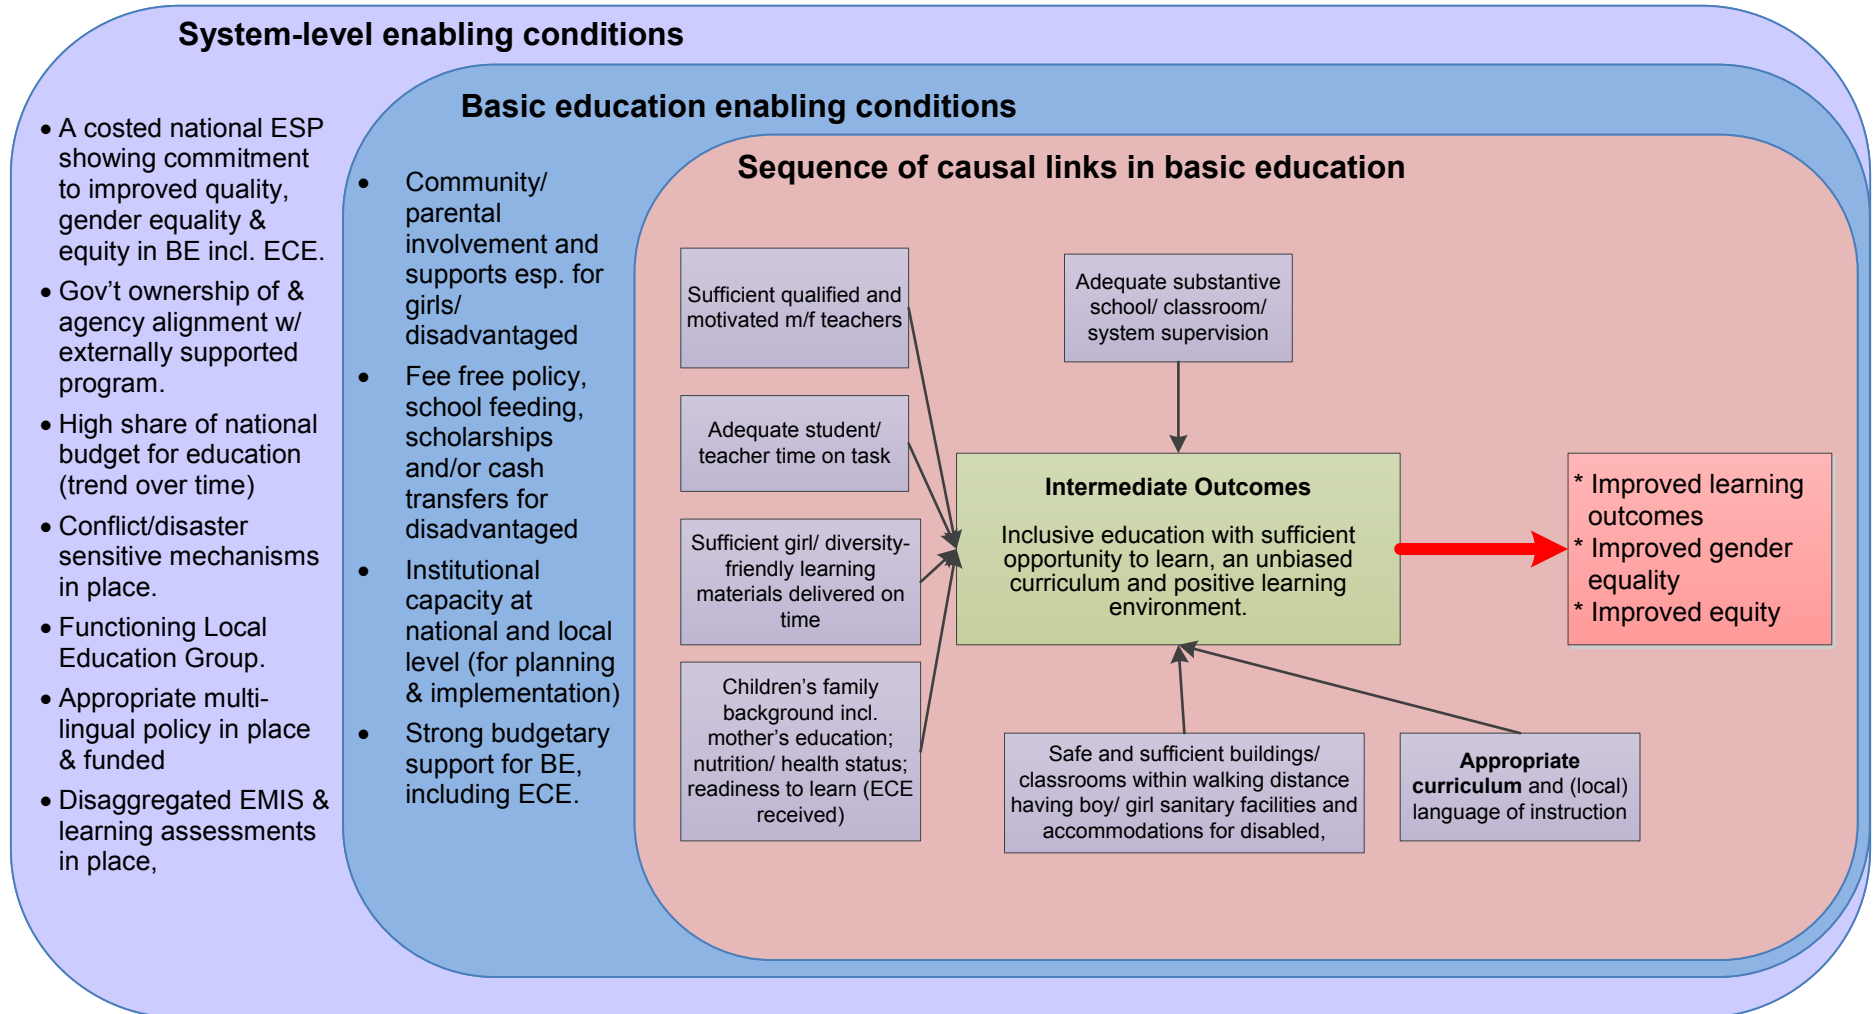 System-level enabling conditions
• A costed national ESP
showing commitment
to improved quality,
gender equality &
equity in BE incl. ECE.
• Gov’t ownership of &
agency alignment w/
externally supported
program.
• High share of national
budget for education
(trend over time)
• Conflict/disaster
sensitive mechanisms
in place.
• Functioning Local
Education Group.
• Appropriate multi-
lingual policy in place
& funded
• Disaggregated EMIS &
learning assessments
in place,
Basic education enabling conditions
• Community/
parental
involvement and
supports esp. for
girls/
disadvantaged
• Fee free policy,
school feeding,
scholarships
and/or cash
transfers for
disadvantaged
• Institutional
capacity at
national and local
level (for planning
& implementation)
• Strong budgetary
support for BE,
including ECE.
Sequence of causal links in basic education
Sufficient qualified and
motivated m/f teachers
Adequate student/
teacher time on task
Sufficient girl/ diversity-
friendly learning
materials delivered on
time
Children’s family
background incl.
mother’s education;
nutrition/ health status;
readiness to learn (ECE
received)
Adequate substantive
school/ classroom/
system supervision
Intermediate Outcomes
Inclusive education with sufficient
opportunity to learn, an unbiased
curriculum and positive learning
environment.
Safe and sufficient buildings/
classrooms within walking distance
having boy/ girl sanitary facilities and
accommodations for disabled,
Appropriate
curriculum and (local)
language of instruction
* Improved learning
outcomes
* Improved gender
equality
* Improved equity